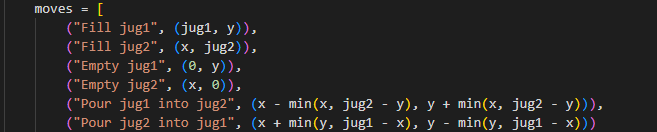 moves = [
("Fill jug1", (jug1, y)),
("Fill jug2", (x, jug2)),
("Empty jug1", (0, y)),
("Empty jug2", (x, 0)),
("Pour jug1 into jug2", (x - min(x, jug2 - y), y + min(x, jug2 - y))),
("Pour jug2 into jug1", (x + min(y, jug1 - x), y - min(y, jug1 - x)))